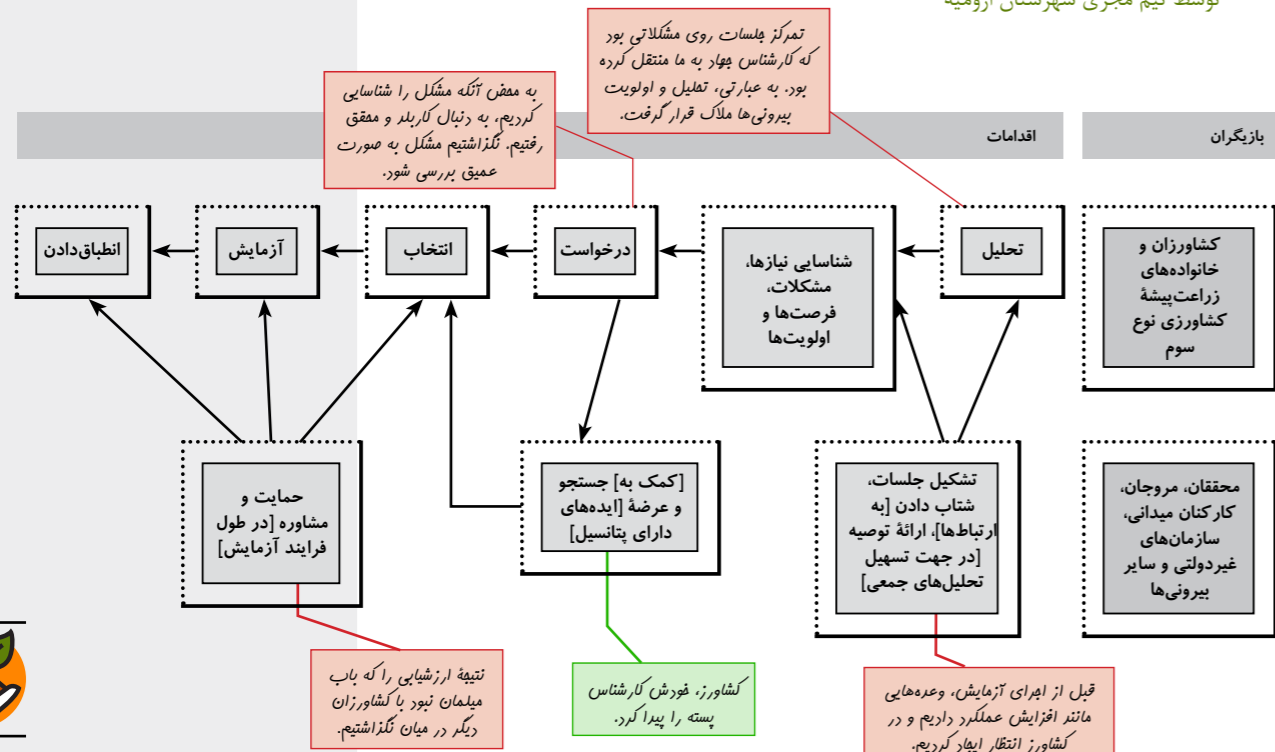 توسط تیم مجری شهرستان ارومیه
تمرکز جلسات روی مشکلاتی بود
که کارشناس جهاد به ما منتقل کرده
بود. به عبارتی، تحلیل و اولویت
بیرونی‌ها ملاک قرار گرفت.
به محض آنکه مشکل را شناسایی
کردیم، به دنبال کاربلد و محقق
رفتیم. نگذاشتیم مشکل به صورت
عمیق بررسی شود.
بازیگران
اقدامات
کشاورزان و
خانواده‌های
زراعت‌پیشۀ
کشاورزی نوع
سوم
تحلیل
شناسایی نیازها،
مشکلات،
فرصت‌ها و
اولویت‌ها
درخواست
انتخاب
آزمایش
انطباق‌دادن
محققان، مروجان،
کارکنان میدانی،
سازمان‌های
غیردولتی و سایر
بیرونی‌ها
تشکیل جلسات،
شتاب دادن [به
ارتباط‌ها]، ارائۀ توصیه
[در جهت تسهیل
تحلیل‌های جمعی]
[کمک به] جستجو
و عرضۀ [ایده‌های
دارای پتانسیل]
حمایت و
مشاوره [در طول
فرایند آزمایش]
قبل از اجرای آزمایش، وعده‌هایی
مانند افزایش عملکرد دادیم و در
کشاورز انتظار ایجاد کردیم.
کشاورز، خودش کارشناس
پسته را پیدا کرد.
نتیجۀ ارزشیابی را که باب
میلمان نبود با کشاورزان
دیگر در میان نگذاشتیم.